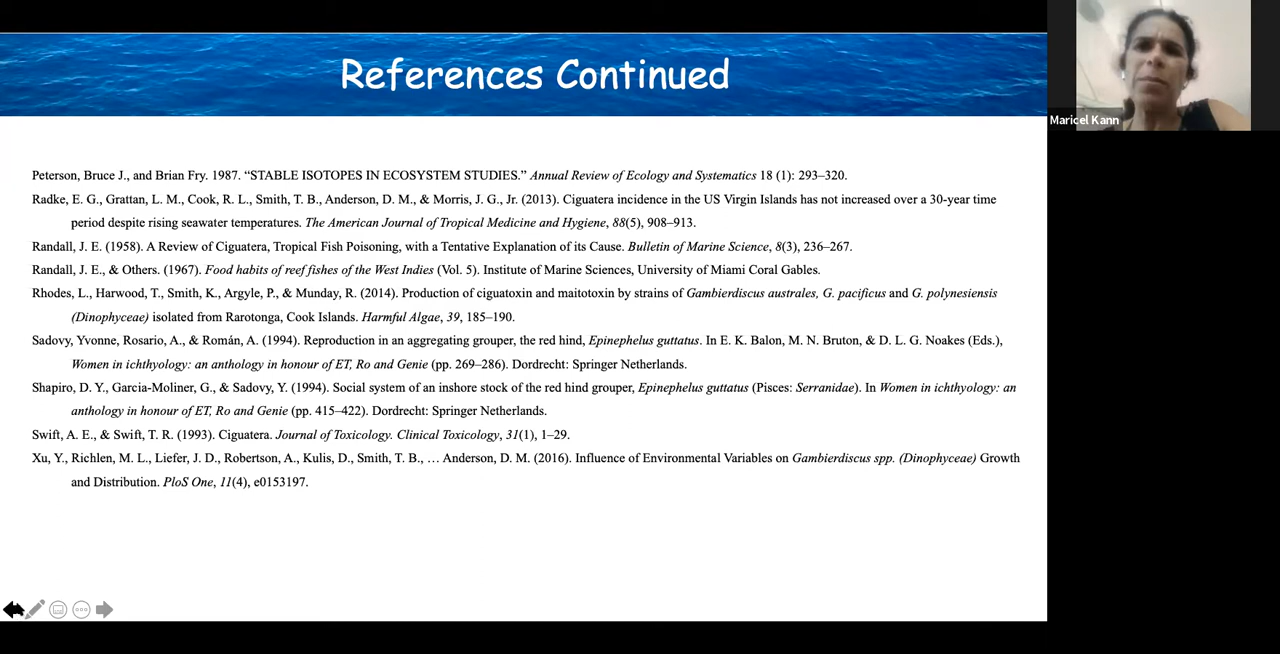 References Continued
Maricel Kann
Peterson, Bruce J., and Brian Fry. 1987. “STABLE ISOTOPES IN ECOSYSTEM STUDIES.” Annual Review of Ecology and Systematics 18 (1): 293–320.
Radke, E. G., Grattan, L. M., Cook, R. L., Smith, T. B., Anderson, D. M., & Morris, J. G., Jr. (2013). Ciguatera incidence in the US Virgin Islands has not increased over a 30-year time
period despite rising seawater temperatures. The American Journal of Tropical Medicine and Hygiene, 88(5), 908–913.
Randall, J. E. (1958). A Review of Ciguatera, Tropical Fish Poisoning, with a Tentative Explanation of its Cause. Bulletin of Marine Science, 8(3), 236–267.
Randall, J. E., & Others. (1967). Food habits of reef fishes of the West Indies (Vol. 5). Institute of Marine Sciences, University of Miami Coral Gables.
Rhodes, L., Harwood, T., Smith, K., Argyle, P., & Munday, R. (2014). Production of ciguatoxin and maitotoxin by strains of Gambierdiscus australes, G. pacificus and G. polynesiensis
(Dinophyceae) isolated from Rarotonga, Cook Islands. Harmful Algae, 39, 185–190.
Sadovy, Yvonne, Rosario, A., & Román, A. (1994). Reproduction in an aggregating grouper, the red hind, Epinephelus guttatus. In E. K. Balon, M. N. Bruton, & D. L. G. Noakes (Eds.),
Women in ichthyology: an anthology in honour of ET, Ro and Genie (pp. 269–286). Dordrecht: Springer Netherlands.
Shapiro, D. Y., Garcia-Moliner, G., & Sadovy, Y. (1994). Social system of an inshore stock of the red hind grouper, Epinephelus guttatus (Pisces: Serranidae). In Women in ichthyology: an
anthology in honour of ET, Ro and Genie (pp. 415–422). Dordrecht: Springer Netherlands.
Swift, A. E., & Swift, T. R. (1993). Ciguatera. Journal of Toxicology. Clinical Toxicology, 31(1), 1–29.
Xu, Y., Richlen, M. L., Liefer, J. D., Robertson, A., Kulis, D., Smith, T. B., … Anderson, D. M. (2016). Influence of Environmental Variables on Gambierdiscus spp. (Dinophyceae) Growth
and Distribution. PloS One, 11(4), e0153197.